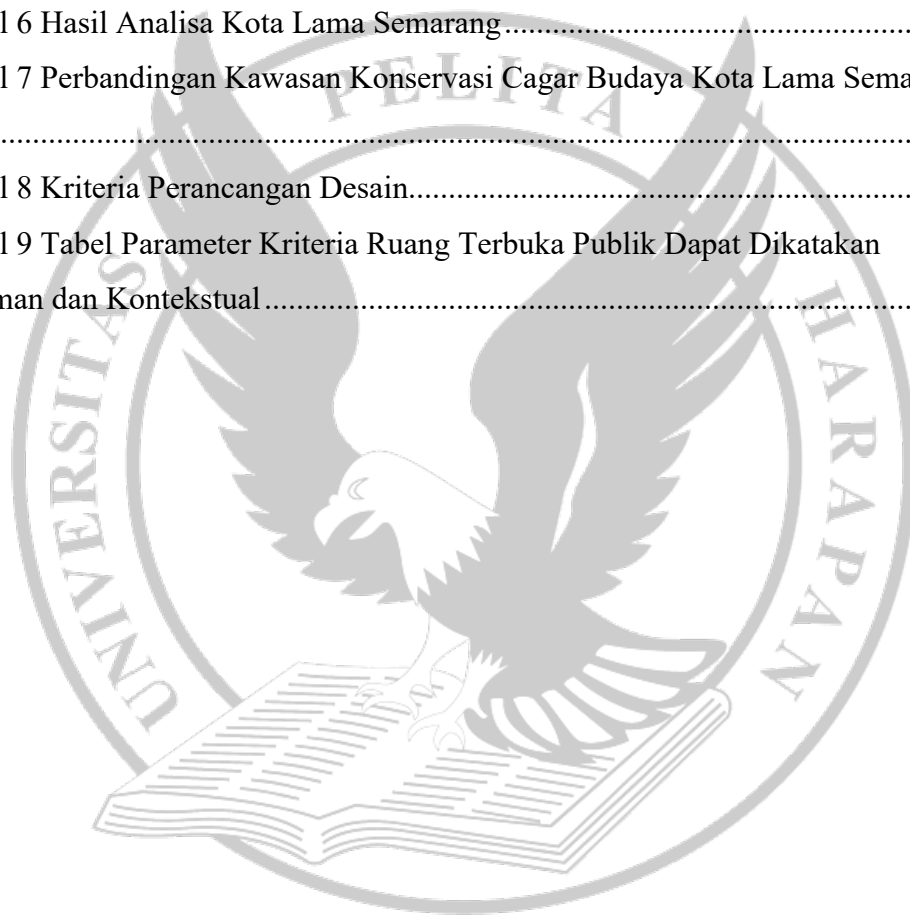 l 6 Hasil Analisa Kota Lama Semarang..........................................
l 7 Perbandingan Kawasan Konservasi Cagar Budaya Kota Lama Sema
....................................................................................................
l 8 Kriteria Perancangan Desain.......................................................
l 9 Tabel Parameter Kriteria Ruang Terbuka Publik Dapat Dikatakan
man dan Kontekstual.....................................................................
UNIVERSITAS PELITA HARAPAN